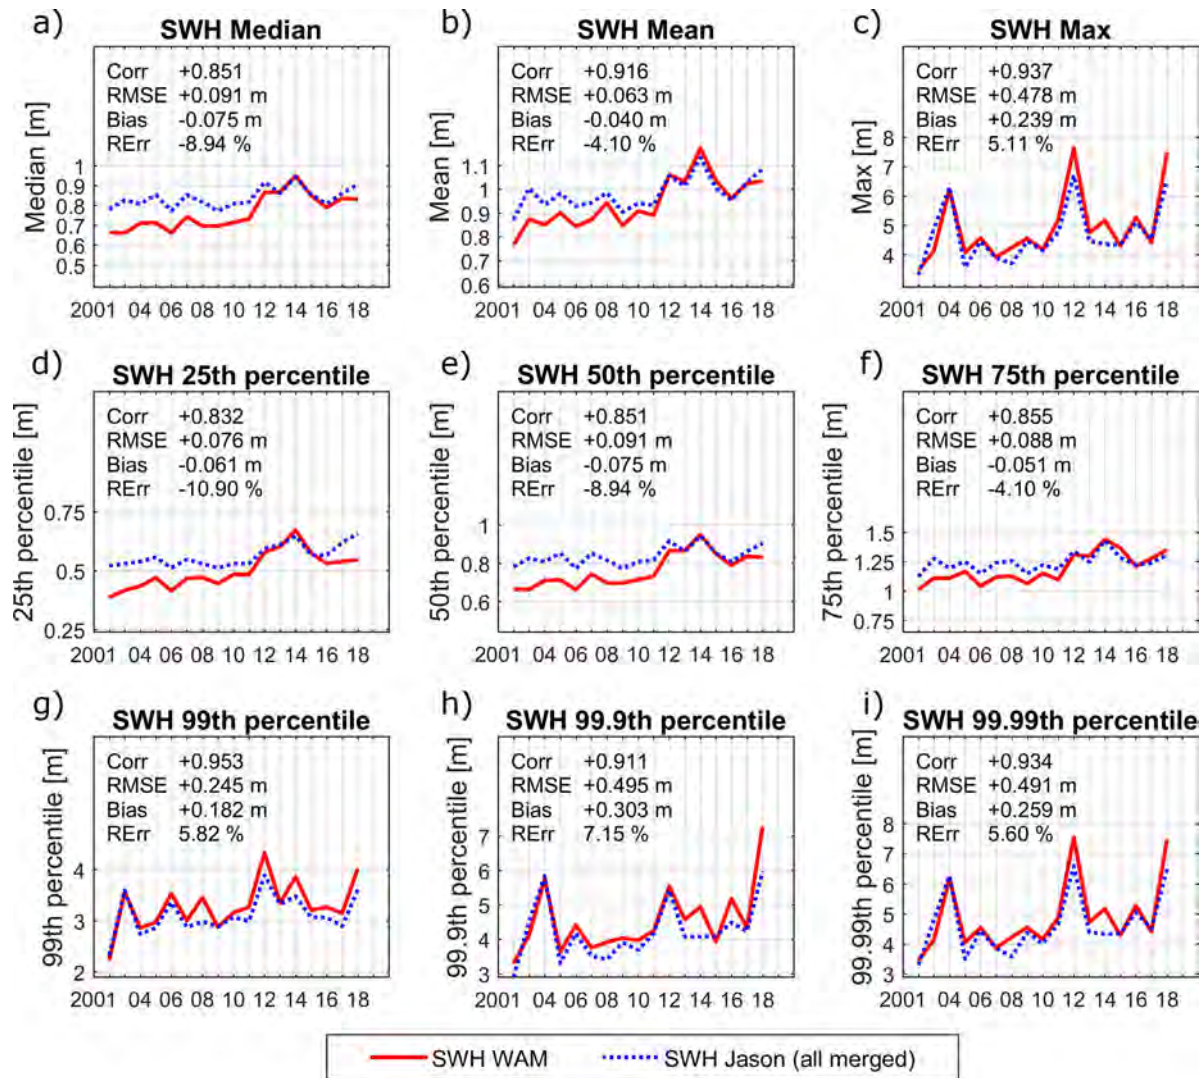 a) SWH Median
Corr +0.851
RMSE +0.091 m
Bias -0.075 m
RErr -8.94 %
Median [m]
1
0.9
0.8
0.7
0.6
0.5
2001 04 06 08 10 12 14 16 18
b) SWH Mean
Corr +0.916
RMSE +0.063 m
Bias -0.040 m
RErr -4.10 %
Mean [m]
1.1
1
0.9
0.8
0.7
0.6
2001 04 06 08 10 12 14 16 18
c) SWH Max
Corr +0.937
RMSE +0.478 m
Bias +0.239 m
RErr 5.11 %
Max [m]
8
7
6
5
4
2001 04 06 08 10 12 14 16 18
d) SWH 25th percentile
Corr +0.832
RMSE +0.076 m
Bias -0.061 m
RErr -10.90 %
25th percentile [m]
0.75
0.5
0.25
2001 04 06 08 10 12 14 16 18
e) SWH 50th percentile
Corr +0.851
RMSE +0.091 m
Bias -0.075 m
RErr -8.94 %
50th percentile [m]
1
0.8
0.6
2001 04 06 08 10 12 14 16 18
f) SWH 75th percentile
Corr +0.855
RMSE +0.088 m
Bias -0.051 m
RErr -4.10 %
75th percentile [m]
1.5
1.25
1
0.75
2001 04 06 08 10 12 14 16 18
g) SWH 99th percentile
Corr +0.953
RMSE +0.245 m
Bias +0.182 m
RErr 5.82 %
99th percentile [m]
4
3
2
2001 04 06 08 10 12 14 16 18
h) SWH 99.9th percentile
Corr +0.911
RMSE +0.495 m
Bias +0.303 m
RErr 7.15 %
99.9th percentile [m]
7
6
5
4
3
2001 04 06 08 10 12 14 16 18
i) SWH 99.99th percentile
Corr +0.934
RMSE +0.491 m
Bias +0.259 m
RErr 5.60 %
99.99th percentile [m]
8
7
6
5
4
3
2001 04 06 08 10 12 14 16 18
SWH WAM SWH Jason (all merged)